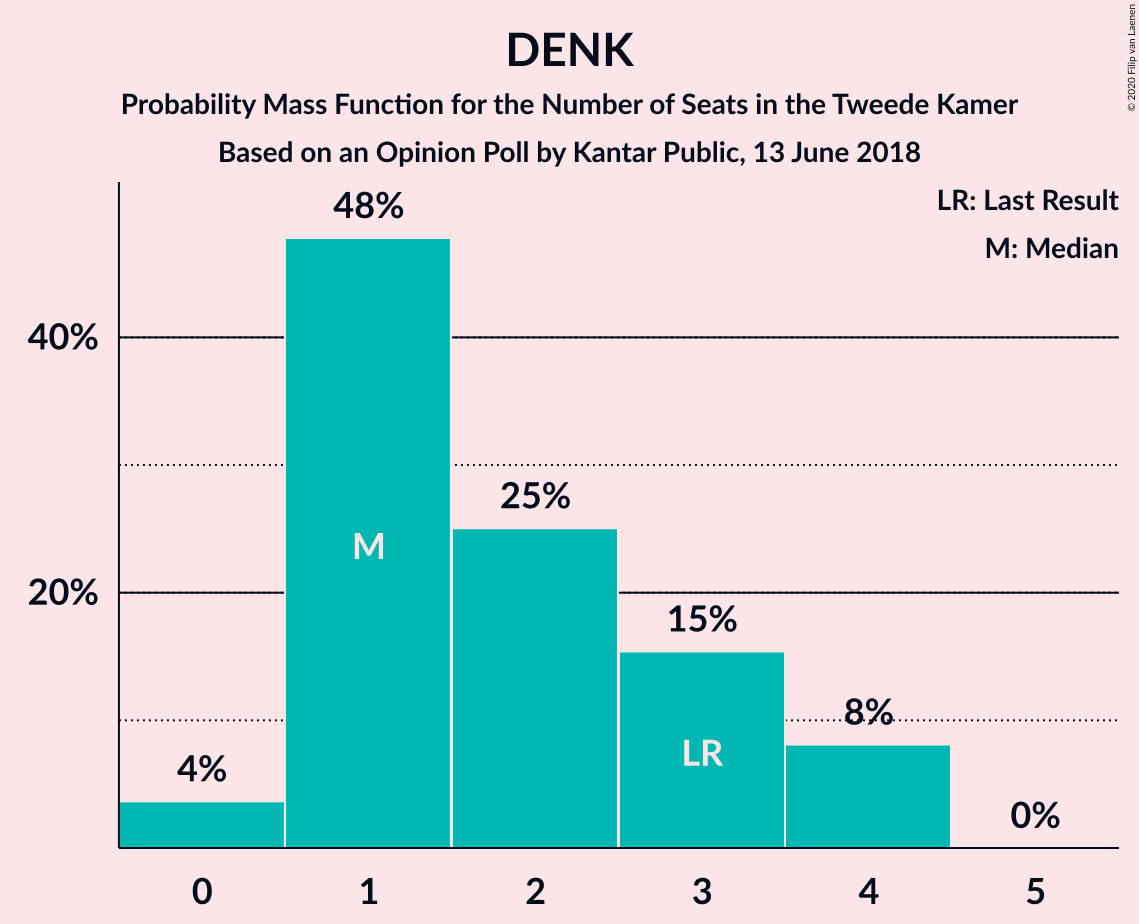 DENK
Probability Mass Function for the Number of Seats in the Tweede Kamer
Based on an Opinion Poll by Kantar Public, 13 June 2018
© 2020 Filip van Laenen
LR: Last Result
M: Median
48%
40%
25%
M
20%
15%
8%
LR
4%
0%
0 1 2 3 4 5